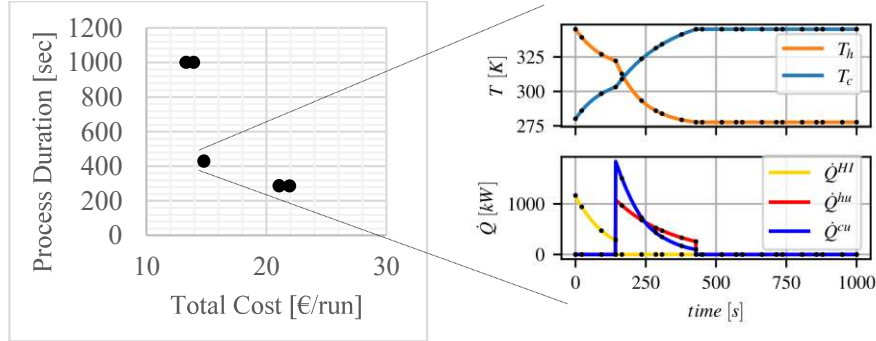 Process Duration [sec]
1200
1000
800
600
400
200
0
10 20 30
Total Cost [€/run]
T [K]
325
300
275
T_h
T_c
Q̇ [kW]
1000
0
Q̇^{HI}
Q̇^{hu}
Q̇^{cu}
0 250 500 750 1000
time [s]